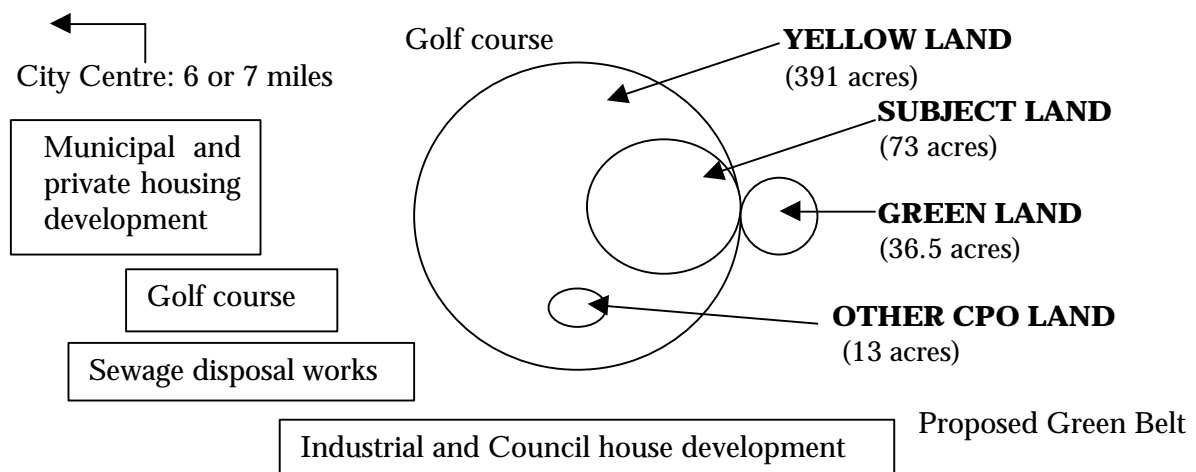 Golf course
YELLOW LAND
(391 acres)
City Centre: 6 or 7 miles
SUBJECT LAND
(73 acres)
Municipal and
private housing
development
GREEN LAND
(36.5 acres)
Golf course
OTHER CPO LAND
(13 acres)
Sewage disposal works
Proposed Green Belt
Industrial and Council house development